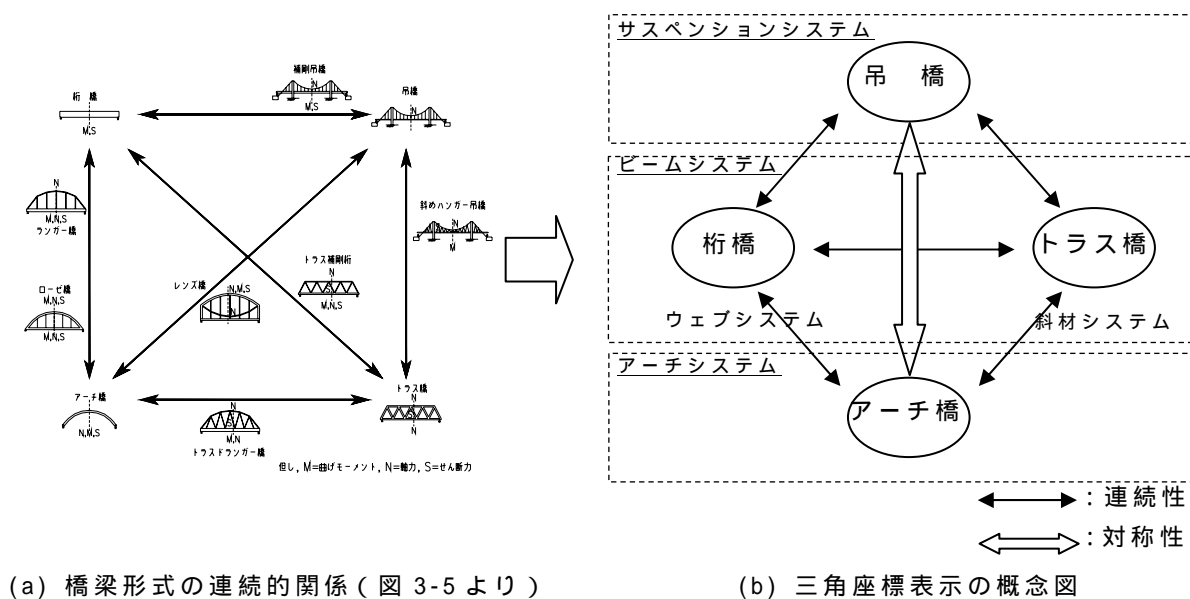 補剛吊橋
N
M,S
桁橋
M,S
吊橋
N
N
M,N,S
ランガー橋
斜めハンガー吊橋
N
M
トラス補剛桁
N
S
M,N,S
レンズ橋
N,M,S
N
ローゼ橋
M,N,S
M,N,S
アーチ橋
N,M,S
N
S
M,N
トラスドランガー橋
トラス橋
N
S
N
但し, M=曲げモーメント, N=軸力, S=せん断力
(a) 橋梁形式の連続的関係(図 3-5 より)
サスペンションシステム
吊 橋
ビームシステム
桁橋
トラス橋
ウェブシステム
斜材システム
アーチシステム
アーチ橋
:連続性
:対称性
(b) 三角座標表示の概念図